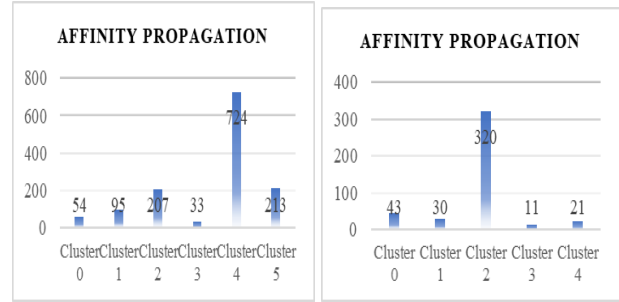 AFFINITY PROPAGATION
800
600
400
200
0
54
95
207
33
724
213
Cluster 0
Cluster 1
Cluster 2
Cluster 3
Cluster 4
Cluster 5
AFFINITY PROPAGATION
400
300
200
100
0
43
30
320
11
21
Cluster 0
Cluster 1
Cluster 2
Cluster 3
Cluster 4